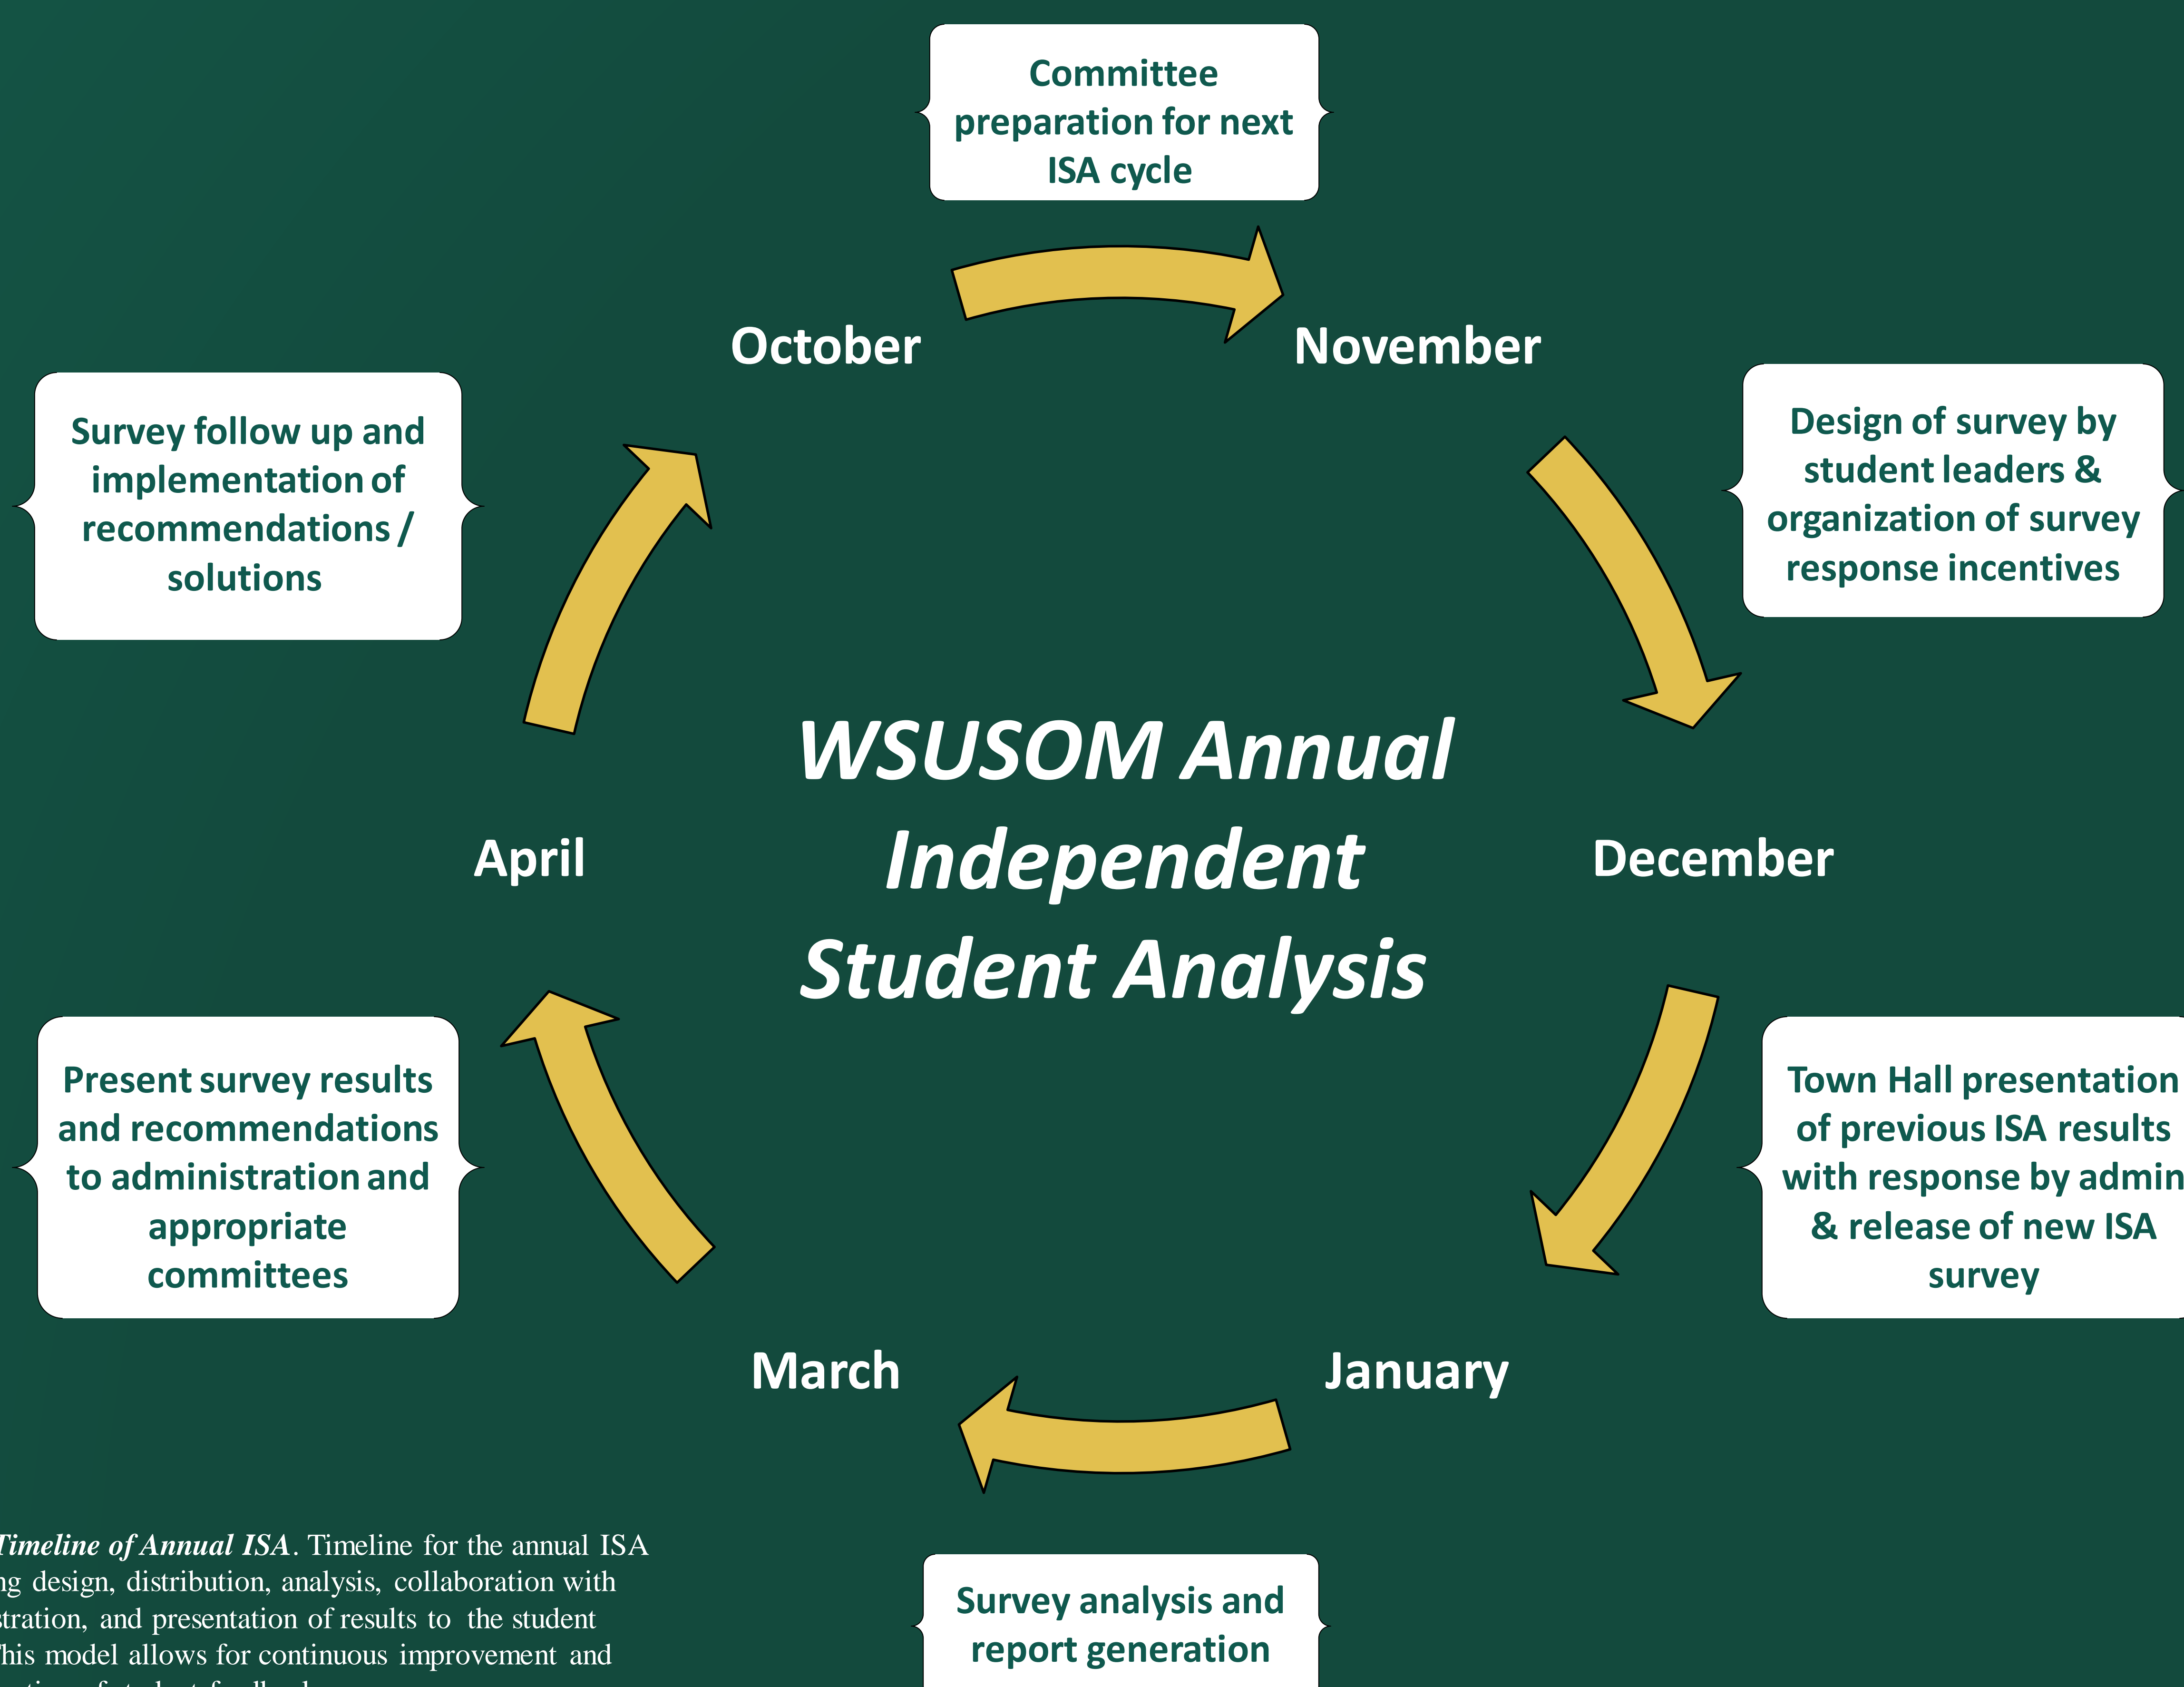 Committee
preparation for next
ISA cycle
October
November
Survey follow up and
implementation of
recommendations /
solutions
Design of survey by
student leaders &
organization of survey
response incentives
WSUSOM Annual
Independent
Student Analysis
April
December
Present survey results
and recommendations
to administration and
appropriate
committees
Town Hall presentation
of previous ISA results
with response by admin
& release of new ISA
survey
March
January
Survey analysis and
report generation
Timeline of Annual ISA. Timeline for the annual ISA
ng design, distribution, analysis, collaboration with
stration, and presentation of results to the student
This model allows for continuous improvement and